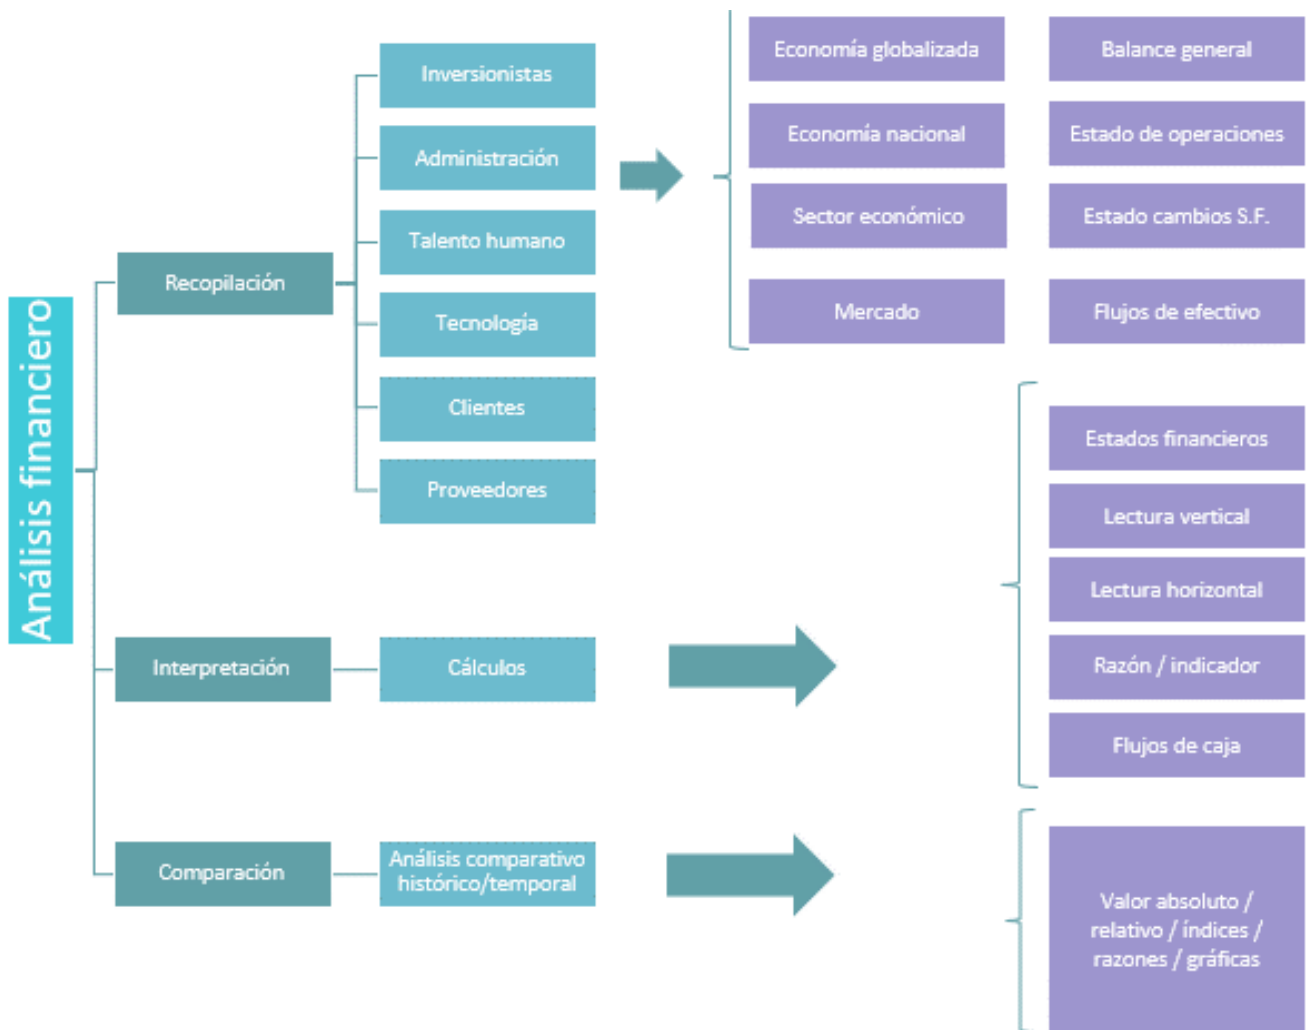 Análisis financiero
Recopilación
Inversionistas
Administración
Talento humano
Tecnología
Clientes
Proveedores
Economía globalizada
Balance general
Economía nacional
Estado de operaciones
Sector económico
Estado cambios S.F.
Mercado
Flujos de efectivo
Interpretación
Cálculos
Estados financieros
Lectura vertical
Lectura horizontal
Razón / indicador
Flujos de caja
Comparación
Análisis comparativo
histórico/temporal
Valor absoluto /
relativo / índices /
razones / gráficas